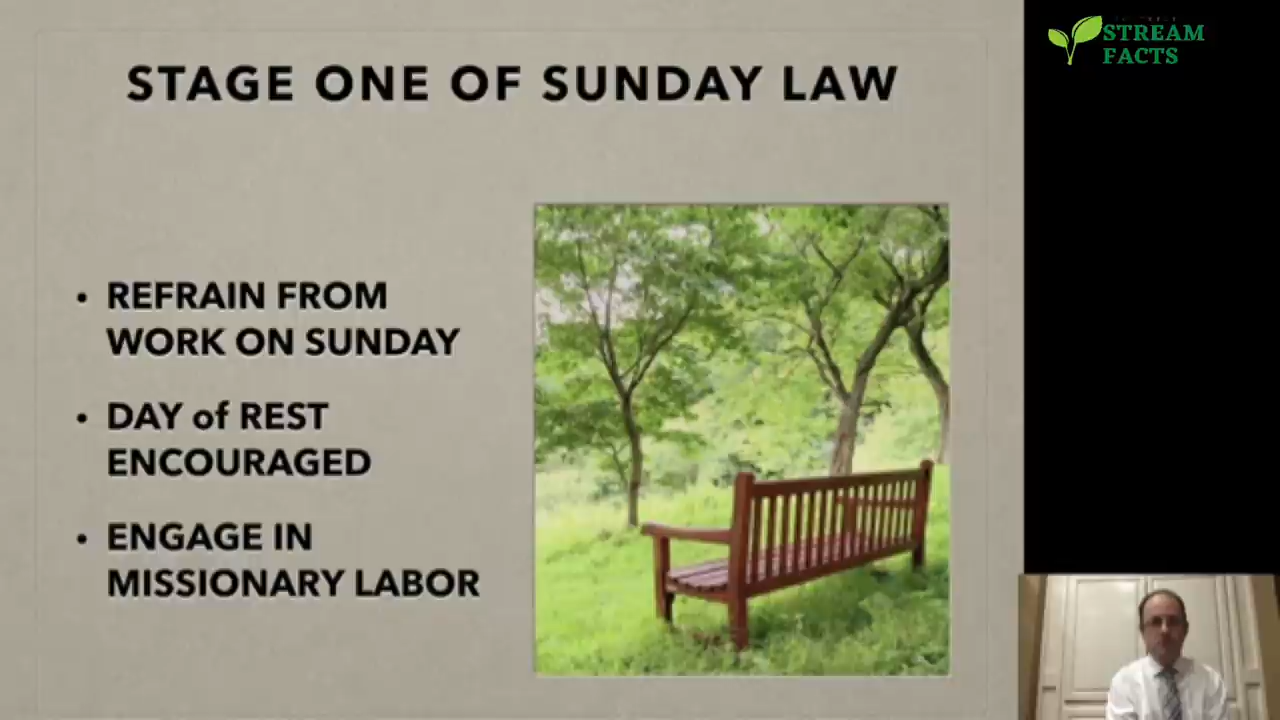 STAGE ONE OF SUNDAY LAW
• REFRAIN FROM
WORK ON SUNDAY
• DAY of REST
ENCOURAGED
• ENGAGE IN
MISSIONARY LABOR
STREAM
FACTS